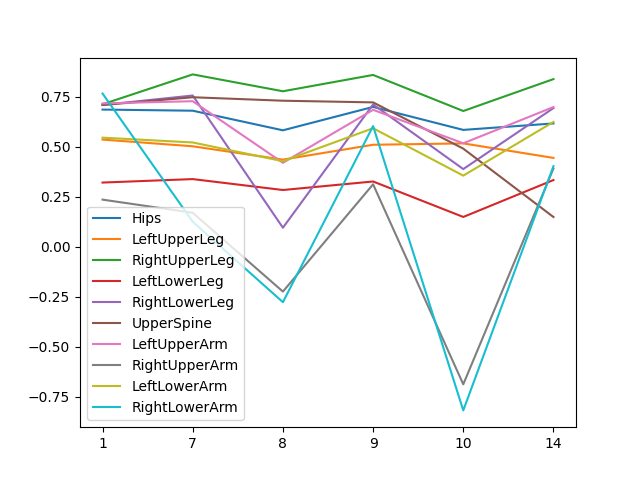 0.75
0.50
0.25
0.00
−0.25
−0.50
−0.75
Hips
LeftUpperLeg
RightUpperLeg
LeftLowerLeg
RightLowerLeg
UpperSpine
LeftUpperArm
RightUpperArm
LeftLowerArm
RightLowerArm
1 7 8 9 10 14